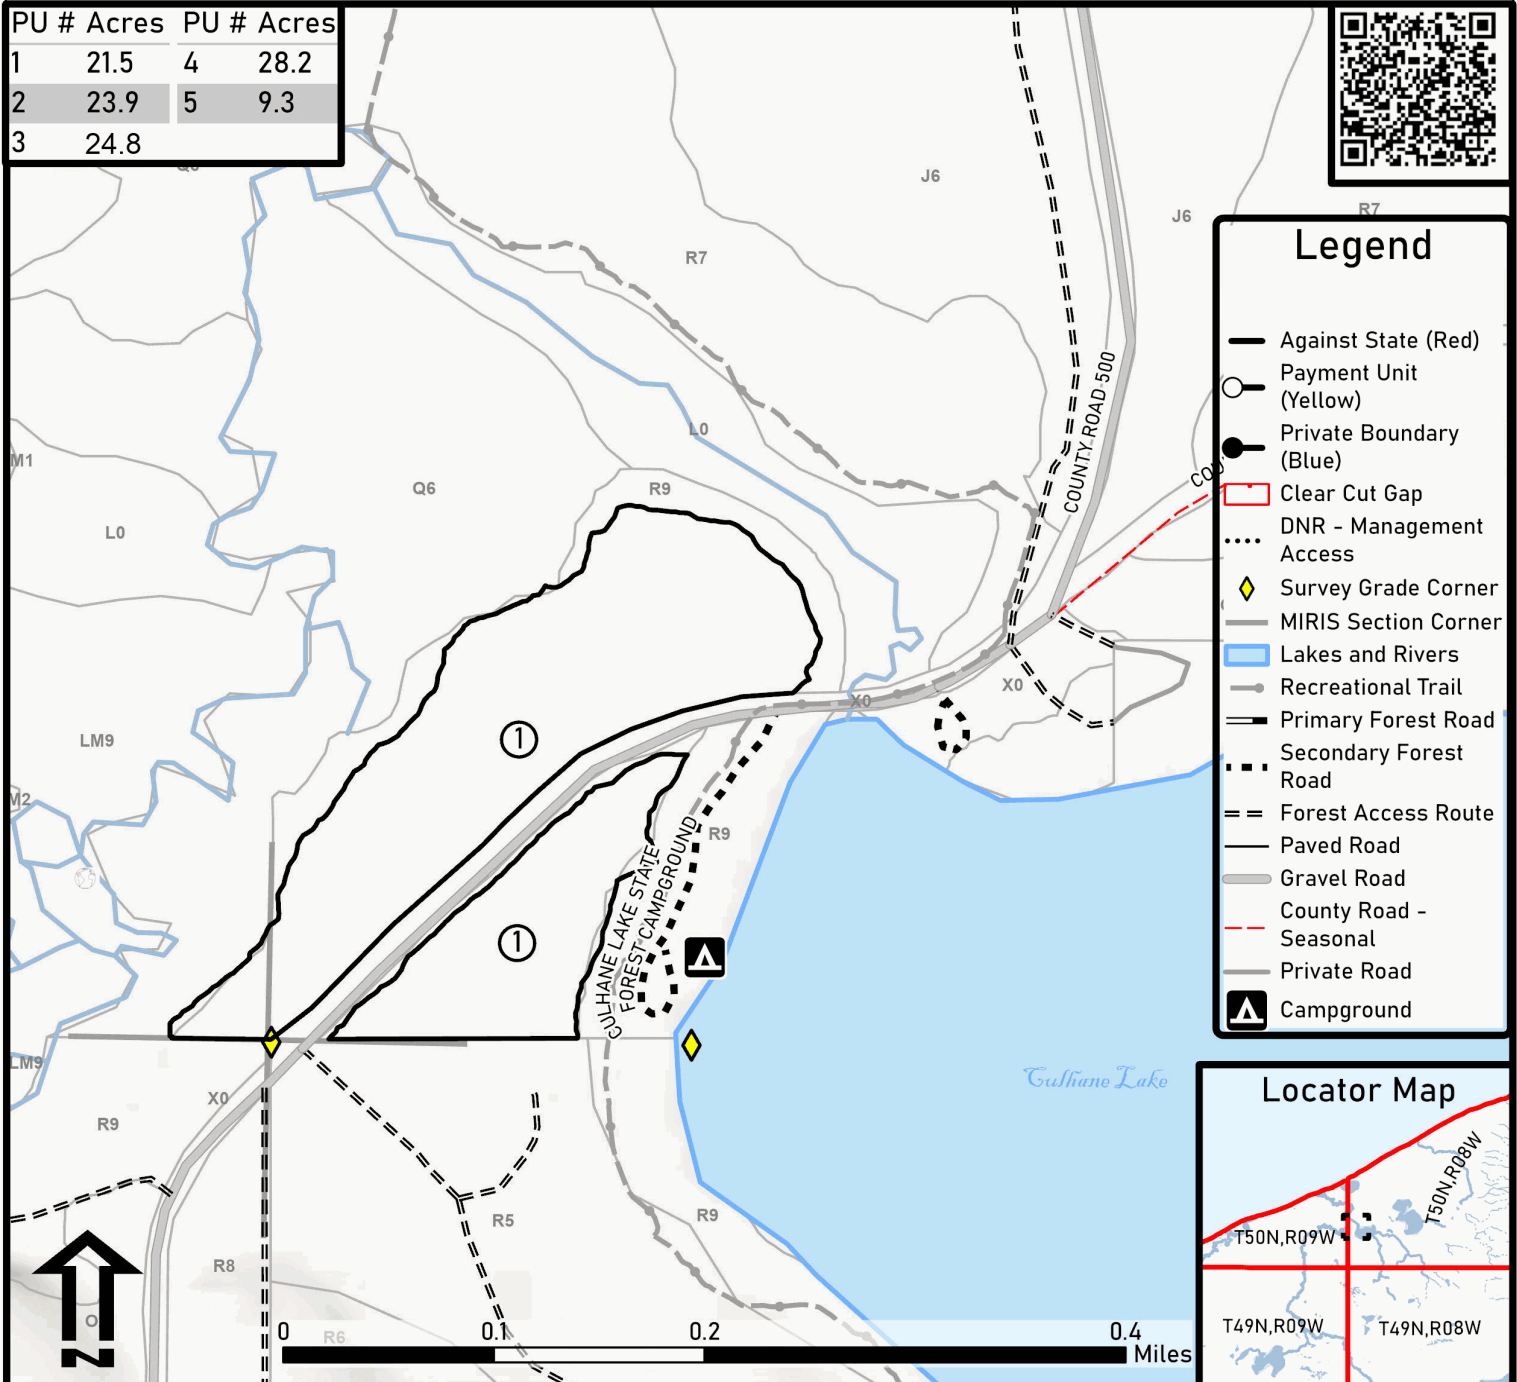 PU # Acres PU # Acres
1 21.5 4 28.2
2 23.9 5 9.3
3 24.8
J6
J6
R7
R7
L0
Q6
R9
M1
L0
COUNTY ROAD 500
COU
X0
X0
LM9
M2
1
1
R9
CULHANE LAKE STATE
FOREST CAMPGROUND
LM9
X0
R9
R5
R9
R8
R6
O
N
Culhane Lake
0 0.1 0.2 0.4
Miles
Legend
Against State (Red)
Payment Unit
(Yellow)
Private Boundary
(Blue)
Clear Cut Gap
DNR - Management
Access
Survey Grade Corner
MIRIS Section Corner
Lakes and Rivers
Recreational Trail
Primary Forest Road
Secondary Forest
Road
Forest Access Route
Paved Road
Gravel Road
County Road -
Seasonal
Private Road
Campground
Locator Map
T50N,R08W
T50N,R09W
T49N,R09W
T49N,R08W